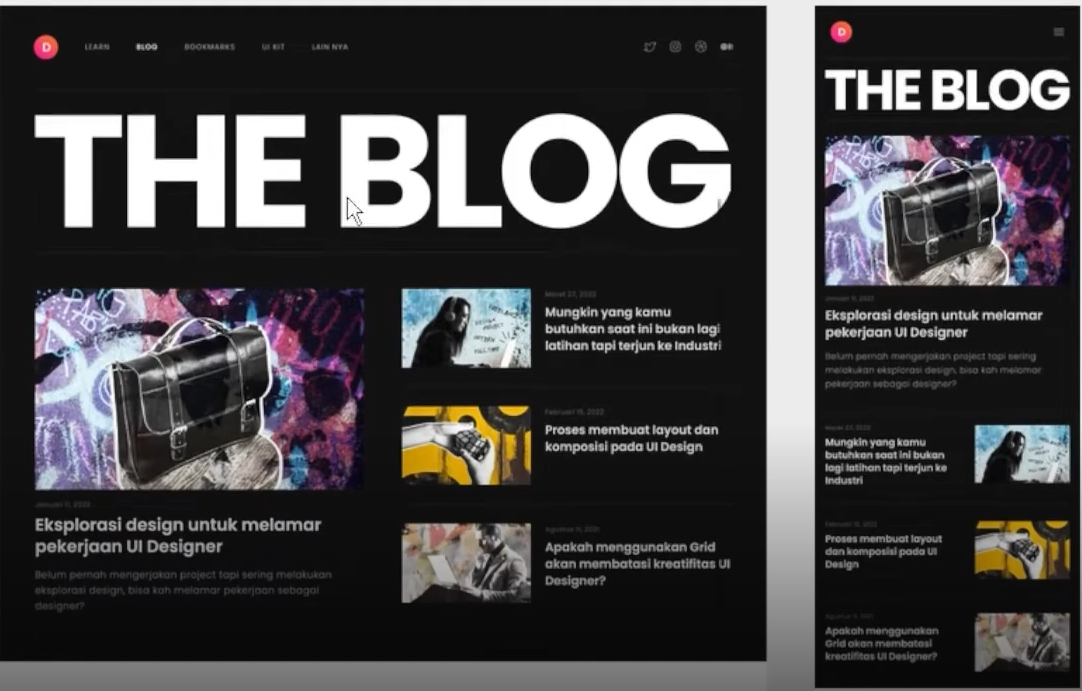 D
LEARN
BLOG
BOOKMARKS
UI KIT
LAIN NYA
THE BLOG
Januari 11, 2022
Eksplorasi design untuk melamar
pekerjaan UI Designer
Belum pernah mengerjakan project tapi sering melakukan
eksplorasi design, bisa kah melamar pekerjaan sebagai
designer?
Maret 27, 2022
Mungkin yang kamu
butuhkan saat ini bukan lagi
latihan tapi terjun ke Industri
Februari 15, 2022
Proses membuat layout dan
komposisi pada UI Design
Agustus 11, 2021
Apakah menggunakan Grid
akan membatasi kreatifitas UI
Designer?
D
THE BLOG
Januari 11, 2022
Eksplorasi design untuk melamar
pekerjaan UI Designer
Belum pernah mengerjakan project tapi sering
melakukan eksplorasi design, bisa kah melamar
pekerjaan sebagai designer?
Maret 27, 2022
Mungkin yang kamu
butuhkan saat ini bukan
lagi latihan tapi terjun ke
Industri
Februari 15, 2022
Proses membuat layout
dan komposisi pada UI
Design
Agustus 11, 2021
Apakah menggunakan
Grid akan membatasi
kreatifitas UI Designer?